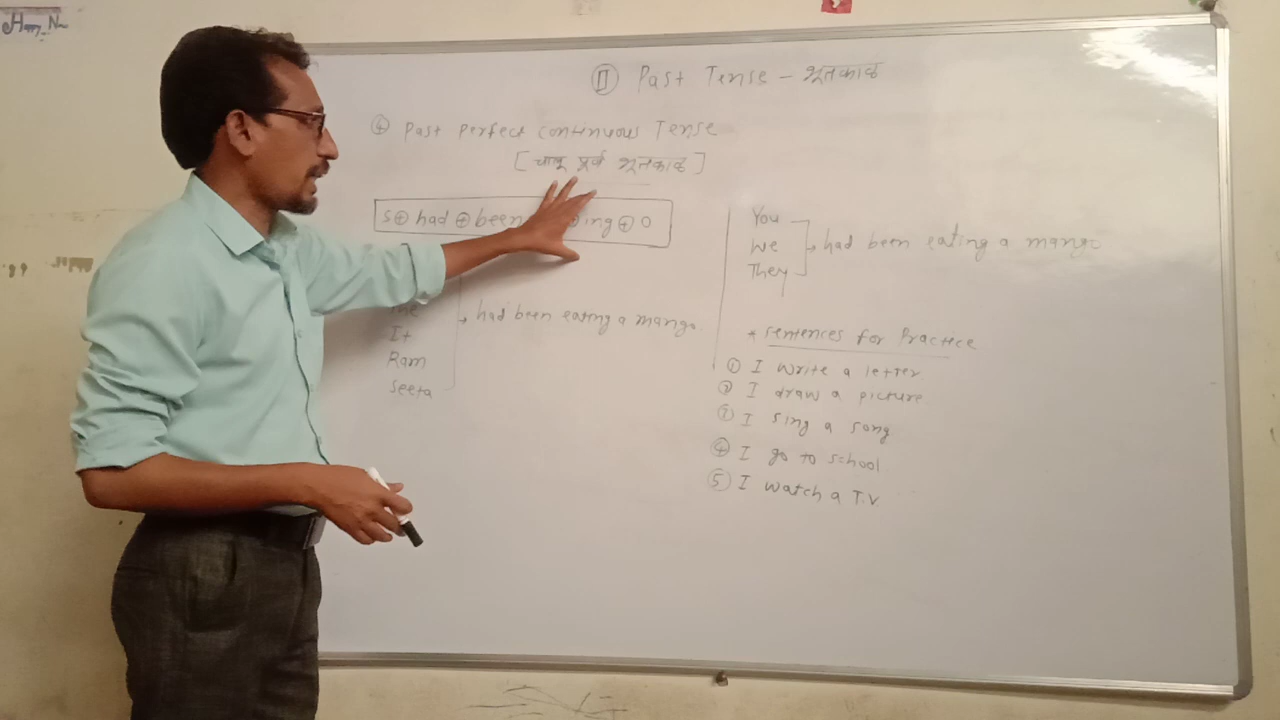 II Past Tense - भूतकाळ
④ Past Perfect Continuous Tense
[चालू पूर्व भूतकाळ]
S⊕ had ⊕been ing ⊕ O
It
Ram
Seeta
had been eating a mango.
You
We
They
had been eating a mango
* Sentences for Practice
① I write a letter
② I draw a picture
③ I sing a song
④ I go to school
⑤ I watch a T.V.